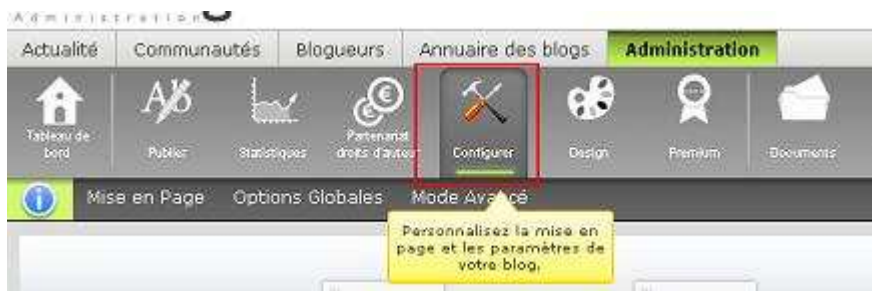 Administration
Actualité Communautés Blogueurs Annuaire des blogs Administration
Tableau de bord Publier Statistiques Partenariat droits d'auteur Configurer Design Premium Documents
Mise en Page Options Globales Mode Avancé
Personnalisez la mise en
page et les paramètres de
votre blog.